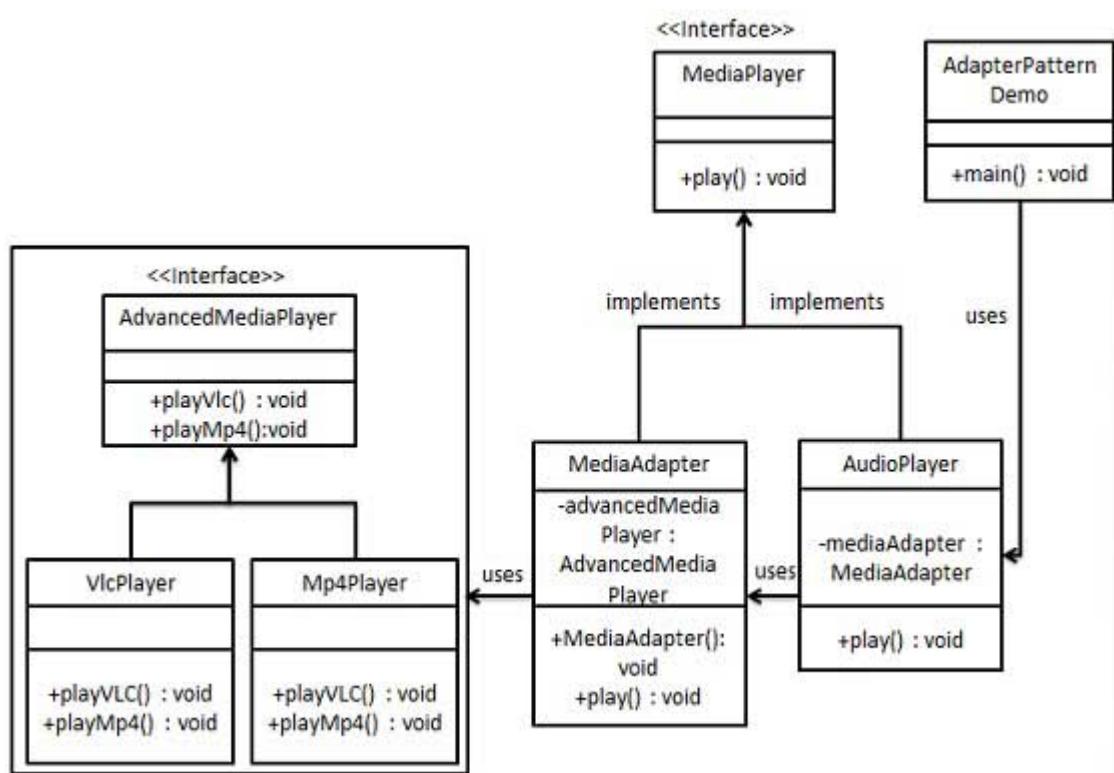 <<Interface>>
MediaPlayer
+play() : void
AdapterPattern
Demo
+main() : void
implements
implements
uses
<<Interface>>
AdvancedMediaPlayer
+playVlc() : void
+playMp4():void
VlcPlayer
+playVLC() : void
+playMp4() : void
Mp4Player
+playVLC() : void
+playMp4() : void
uses
MediaAdapter
-advancedMedia
Player :
AdvancedMedia
Player
+MediaAdapter():
void
+play() : void
uses
AudioPlayer
-mediaAdapter :
MediaAdapter
+play() : void